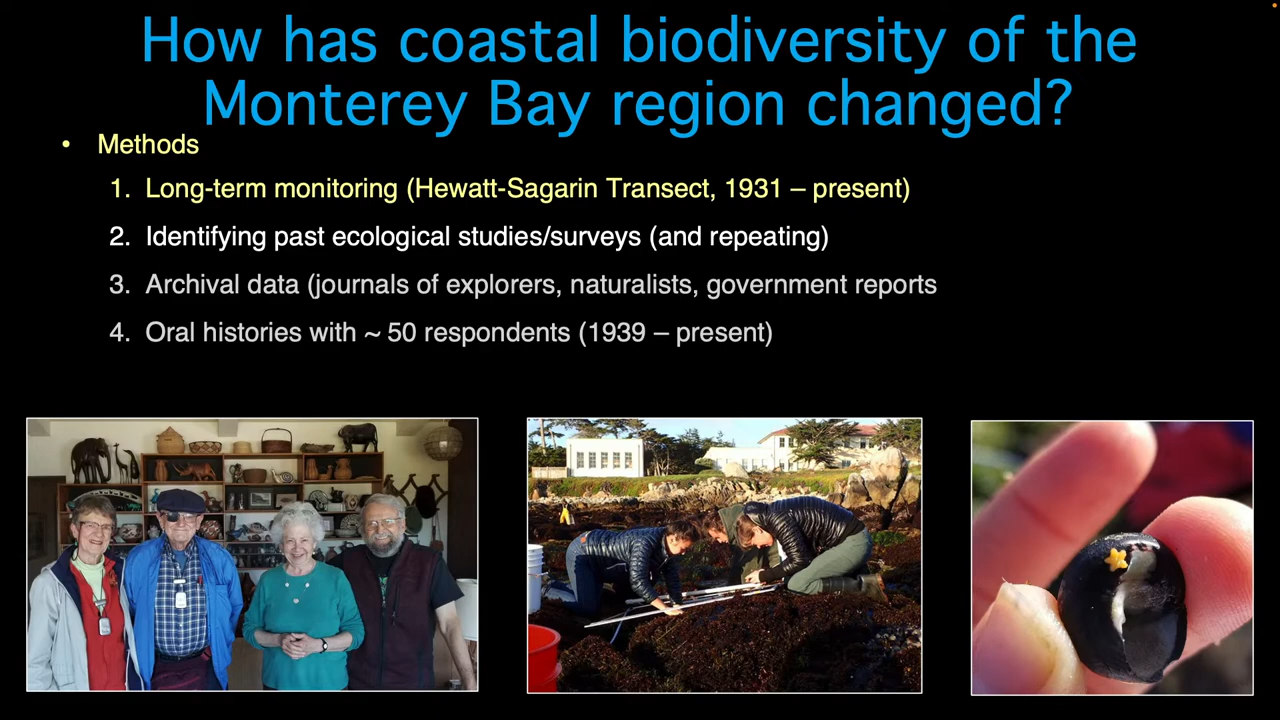 How has coastal biodiversity of the
Monterey Bay region changed?
• Methods
1. Long-term monitoring (Hewatt-Sagarin Transect, 1931 – present)
2. Identifying past ecological studies/surveys (and repeating)
3. Archival data (journals of explorers, naturalists, government reports
4. Oral histories with ~ 50 respondents (1939 – present)